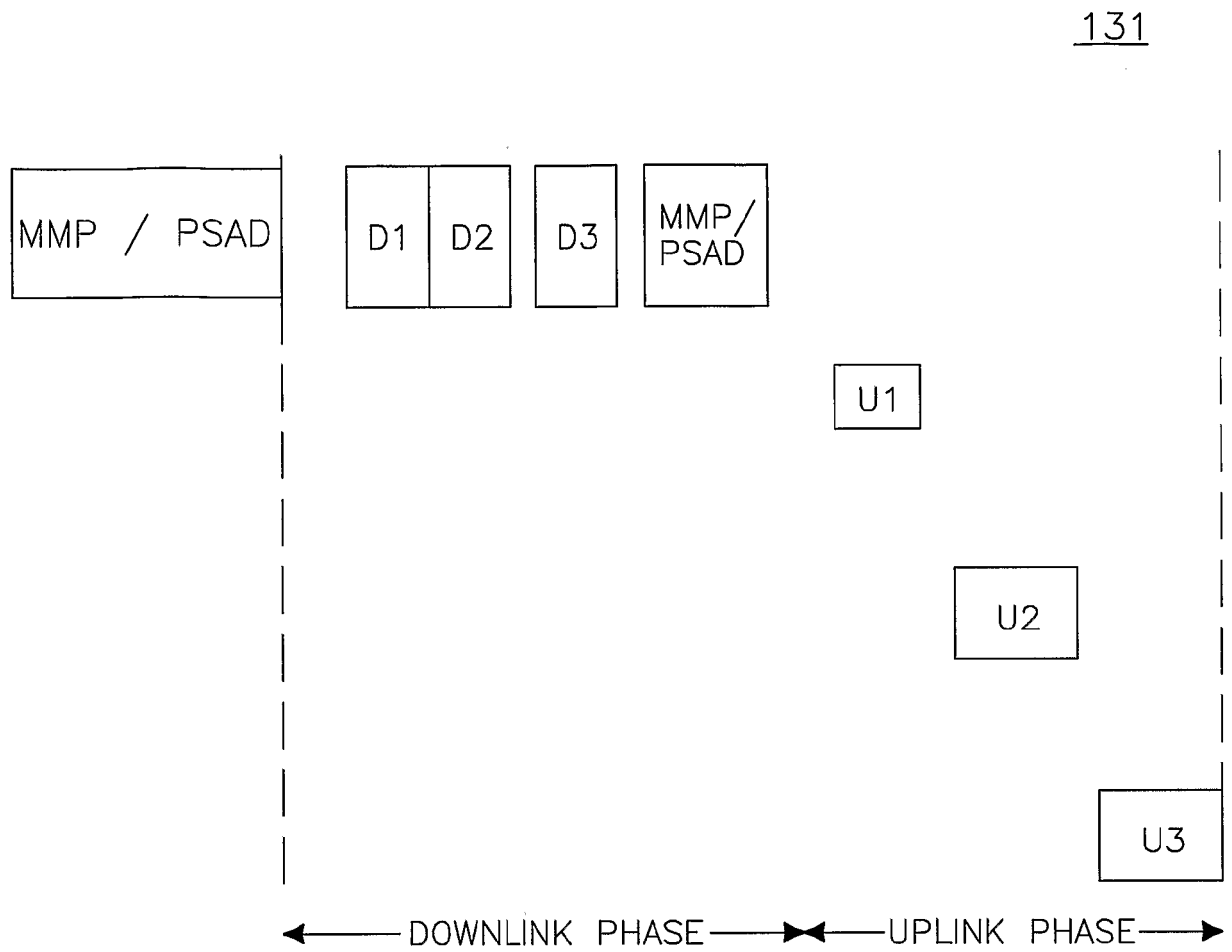 131
MMP / PSAD
D1
D2
D3
MMP/
PSAD
U1
U2
U3
DOWNLINK PHASE
UPLINK PHASE